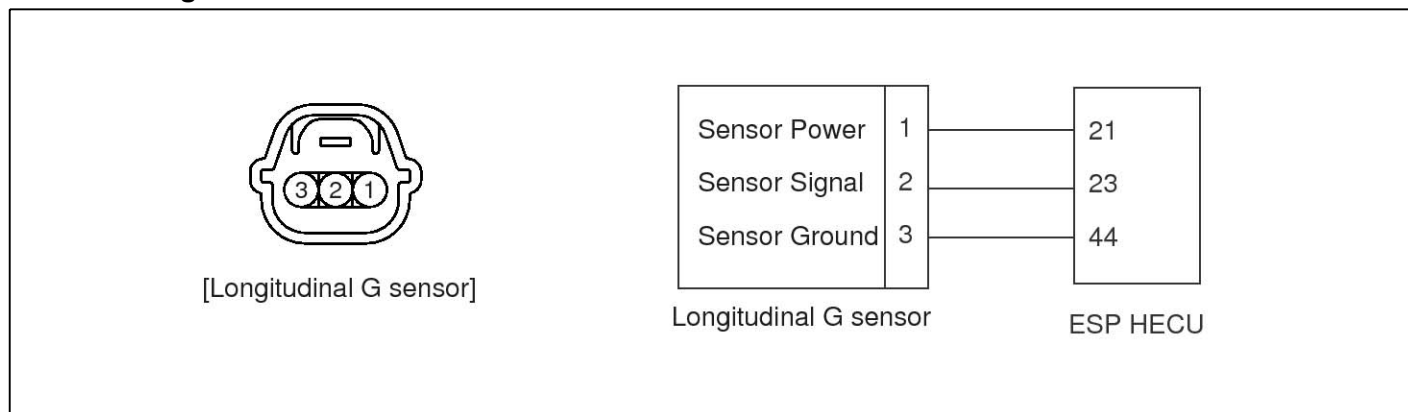 3 2 1
[Longitudinal G sensor]
Sensor Power 1 21
Sensor Signal 2 23
Sensor Ground 3 44
Longitudinal G sensor
ESP HECU